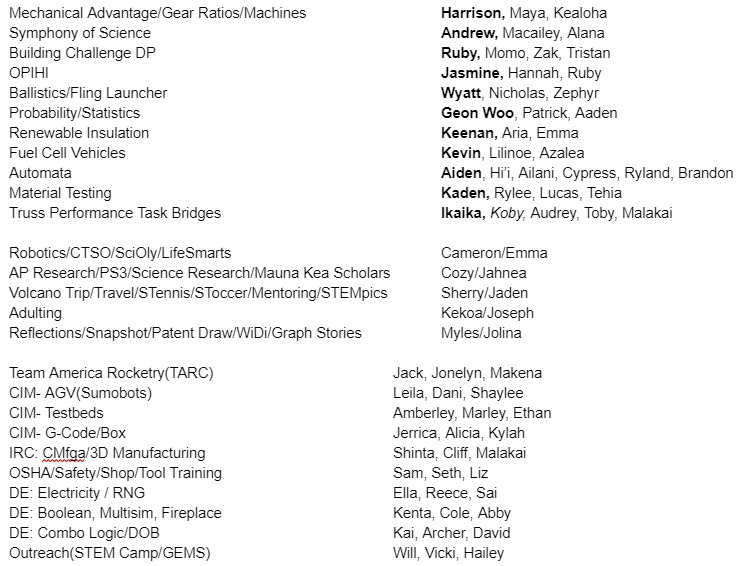 Mechanical Advantage/Gear Ratios/Machines Harrison, Maya, Kealoha
Symphony of Science Andrew, Macailey, Alana
Building Challenge DP Ruby, Momo, Zak, Tristan
OPIHI Jasmine, Hannah, Ruby
Ballistics/Fling Launcher Wyatt, Nicholas, Zephyr
Probability/Statistics Geon Woo, Patrick, Aaden
Renewable Insulation Keenan, Aria, Emma
Fuel Cell Vehicles Kevin, Lilinoe, Azalea
Automata Aiden, Hi’i, Ailani, Cypress, Ryland, Brandon
Material Testing Kaden, Rylee, Lucas, Tehia
Truss Performance Task Bridges Ikaika, Koby, Audrey, Toby, Malakai
Robotics/CTSO/SciOly/LifeSmarts Cameron/Emma
AP Research/PS3/Science Research/Mauna Kea Scholars Cozy/Jahnea
Volcano Trip/Travel/STennis/SToccer/Mentoring/STEMpics Sherry/Jaden
Adulting Kekoa/Joseph
Reflections/Snapshot/Patent Draw/WiDi/Graph Stories Myles/Jolina
Team America Rocketry(TARC) Jack, Jonelyn, Makena
CIM- AGV(Sumobots) Leila, Dani, Shaylee
CIM- Testbeds Amberley, Marley, Ethan
CIM- G-Code/Box Jerrica, Alicia, Kylah
IRC: CMfga/3D Manufacturing Shinta, Cliff, Malakai
OSHA/Safety/Shop/Tool Training Sam, Seth, Liz
DE: Electricity / RNG Ella, Reece, Sai
DE: Boolean, Multisim, Fireplace Kenta, Cole, Abby
DE: Combo Logic/DOB Kai, Archer, David
Outreach(STEM Camp/GEMS) Will, Vicki, Hailey